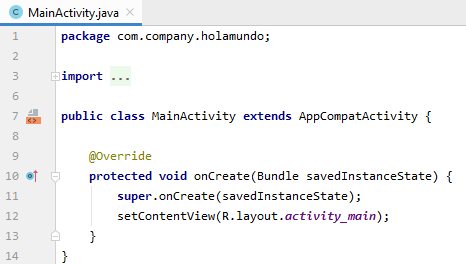 MainActivity.java
1 package com.company.holamundo;
2
3 import ...
6
7 public class MainActivity extends AppCompatActivity {
8
9 @Override
10 protected void onCreate(Bundle savedInstanceState) {
11 super.onCreate(savedInstanceState);
12 setContentView(R.layout.activity_main);
13 }
14 }